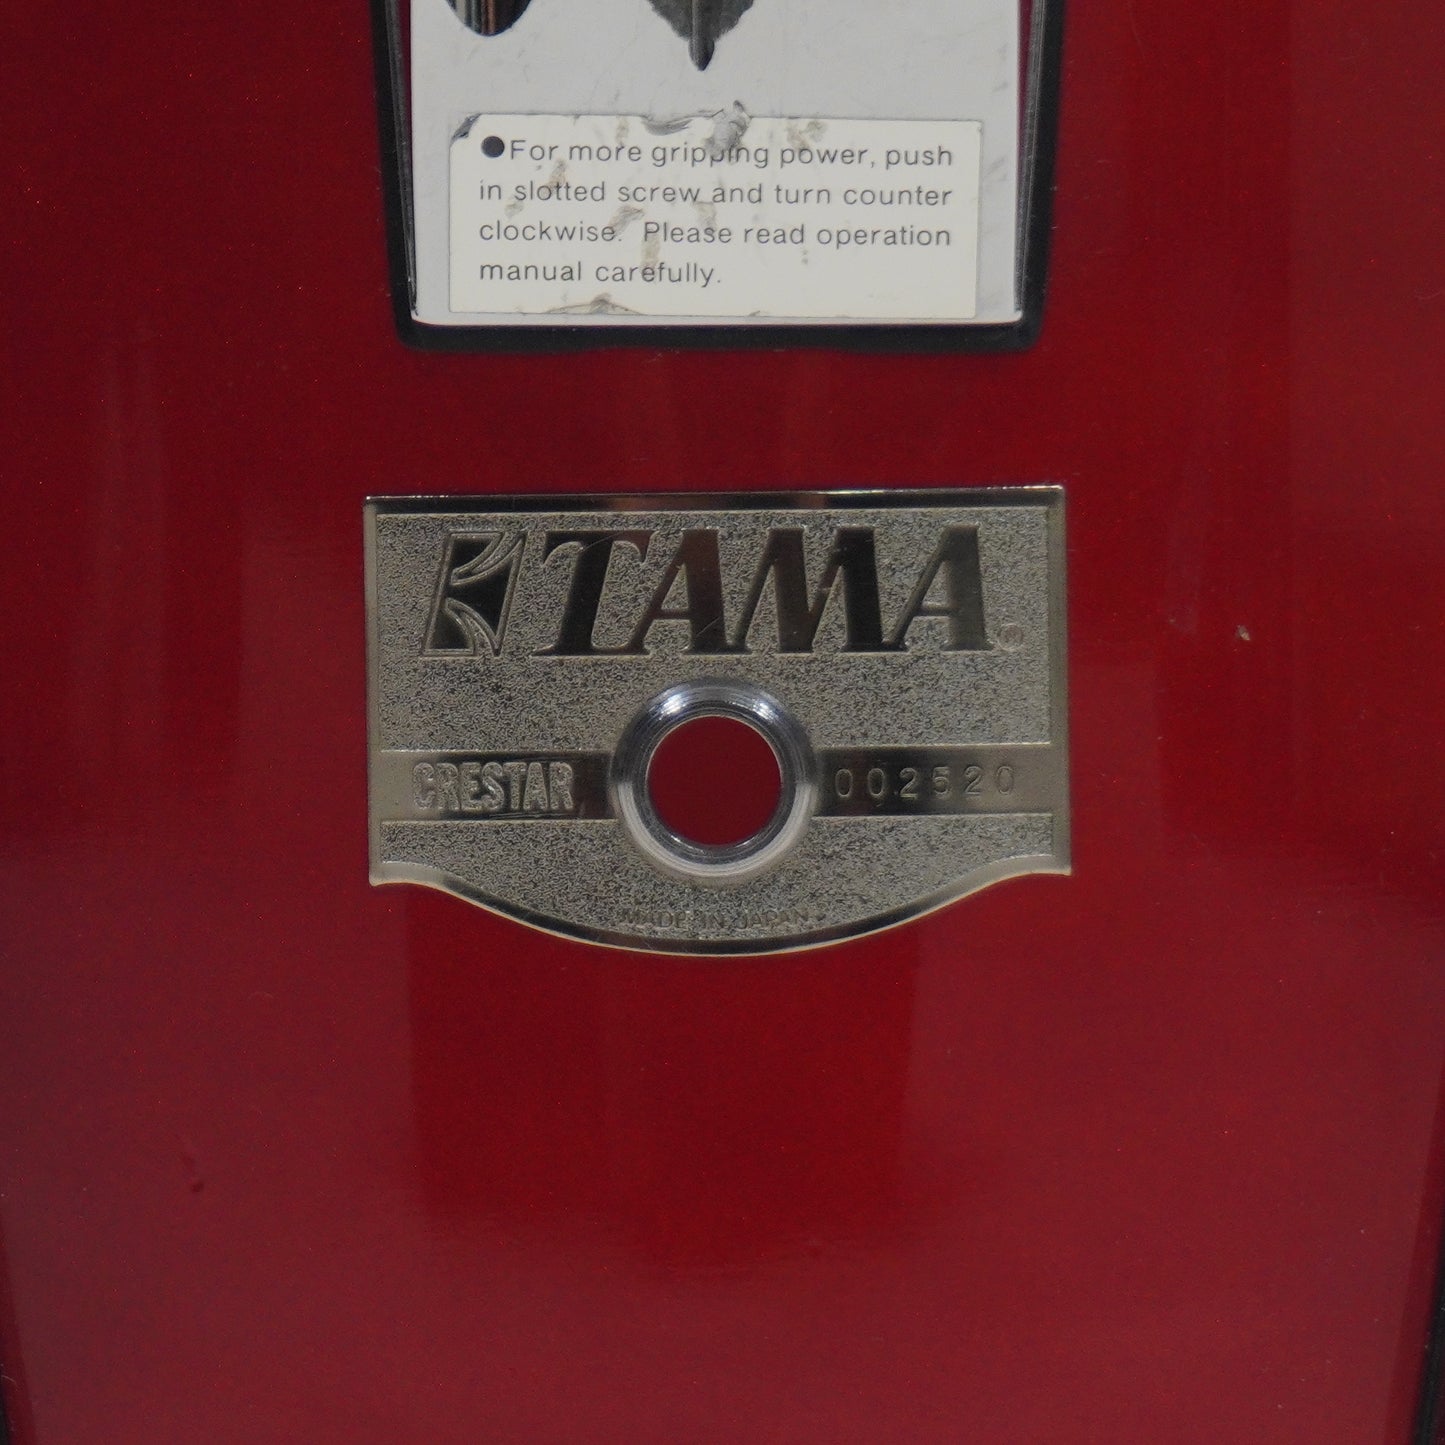 ●For more gripping power, push
in slotted screw and turn counter
clockwise. Please read operation
manual carefully.
TAMA®
CRESTAR 002520
MADE IN JAPAN